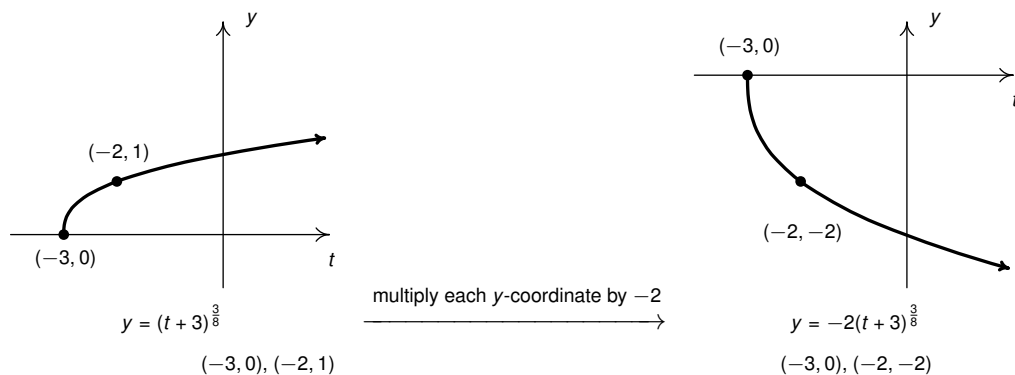 y
(−3, 0)
t
(−2, 1)
(−3, 0)
t
y
(−2, −2)
multiply each y-coordinate by −2
y = (t + 3)^{3/8}
y = −2(t + 3)^{3/8}
(−3, 0), (−2, 1)
(−3, 0), (−2, −2)